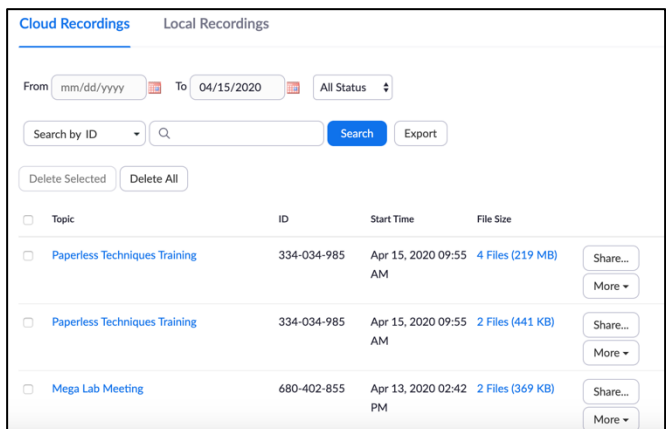 Cloud Recordings Local Recordings
From mm/dd/yyyy To 04/15/2020 All Status
Search by ID Search Export
Delete Selected Delete All
Topic ID Start Time File Size
Paperless Techniques Training 334-034-985 Apr 15, 2020 09:55 4 Files (219 MB) Share...
AM
More
Paperless Techniques Training 334-034-985 Apr 15, 2020 09:55 2 Files (441 KB) Share...
AM
More
Mega Lab Meeting 680-402-855 Apr 13, 2020 02:42 2 Files (369 KB) Share...
PM
More